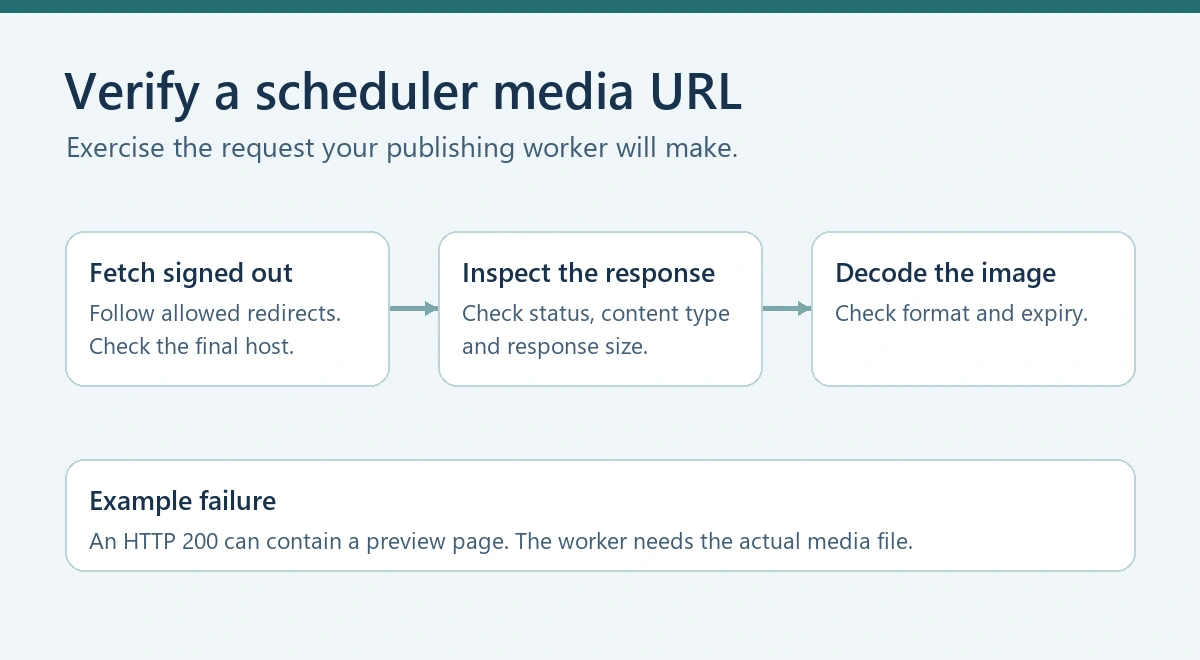 Verify a scheduler media URL
Exercise the request your publishing worker will make.
Fetch signed out
Follow allowed redirects.
Check the final host.
Inspect the response
Check status, content type
and response size.
Decode the image
Check format and expiry.
Example failure
An HTTP 200 can contain a preview page. The worker needs the actual media file.